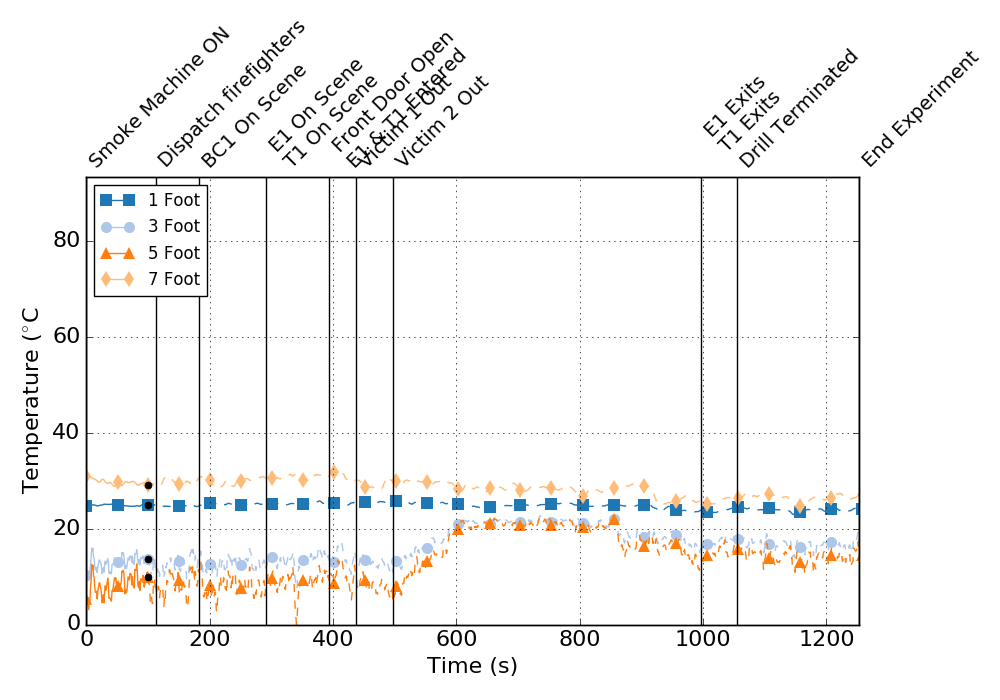 Smoke Machine ON
Dispatch firefighters
BC1 On Scene
E1 On Scene
T1 On Scene
Front Door Open
E1 & T1 Entered
Victim 1 Out
Victim 2 Out
E1 Exits
T1 Exits
Drill Terminated
End Experiment
1 Foot
3 Foot
5 Foot
7 Foot
Temperature (°C
80
60
40
20
0
0 200 400 600 800 1000 1200
Time (s)